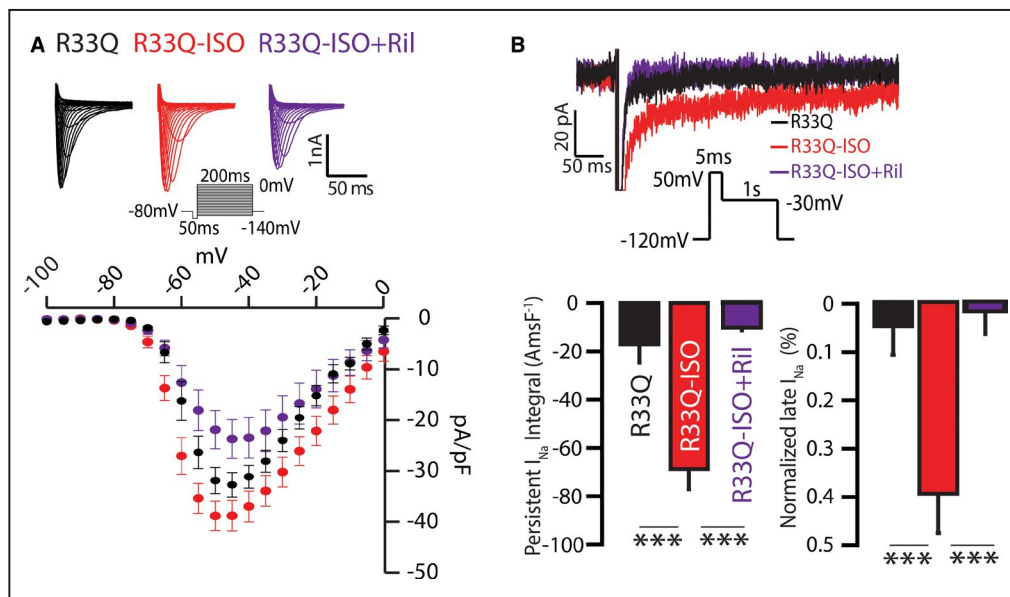 A R33Q R33Q-ISO R33Q-ISO+Ril
1nA
50 ms
200ms
0mV
-80mV
50ms
-140mV
mV
-100
-80
-60
-40
-20
0
0
-10
-20
-30
-40
-50
pA/pF
B
20 pA
50 ms
R33Q
R33Q-ISO
R33Q-ISO+Ril
5ms
50mV
1s
-30mV
-120mV
Persistent INa Integral (AmsF-1)
0
-20
-40
-60
-80
-100
R33Q
R33Q-ISO
R33Q-ISO+Ril
*** ***
Normalized late INa (%)
0
0.1
0.2
0.3
0.4
0.5
*** ***